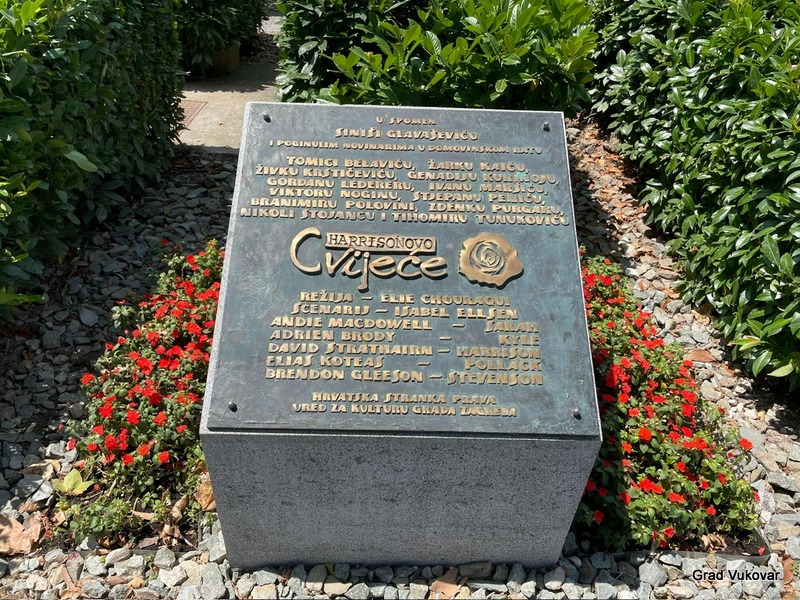 U SPOMEN
SINIŠI GLAVAŠEVIĆU
I POGINULIM NOVINARIMA U DOMOVINSKOM RATU
TOMICI BELAVIĆU, ŽARKU KAIĆU,
ŽIVKU KRSTIČEVIĆU, GENADIJU
GORDANU LEDERERU, IVANU MARŠIĆU,
VIKTORU NOGINU, STJEPANU PENIĆU,
BRANIMIRU POLOVINI, ZDENKU PURGARU,
NIKOLI STOJANCU I TIHOMIRU TUNUKOVIĆU
HARRISONOVO
Cvijeće
REŽIJA – ELIE CHOURAQUI
SCENARIJ – ISABEL ELLSEN
ANDIE MACDOWELL – SARAH
ADRIEN BRODY – KYLE
DAVID STRATHAIRN – HARRISON
ELIAS KOTEAS – POLLACK
BRENDON GLEESON – STEVENSON
HRVATSKA STRANKA PRAVA
URED ZA KULTURU GRADA ZAGREBA
Grad Vukovar